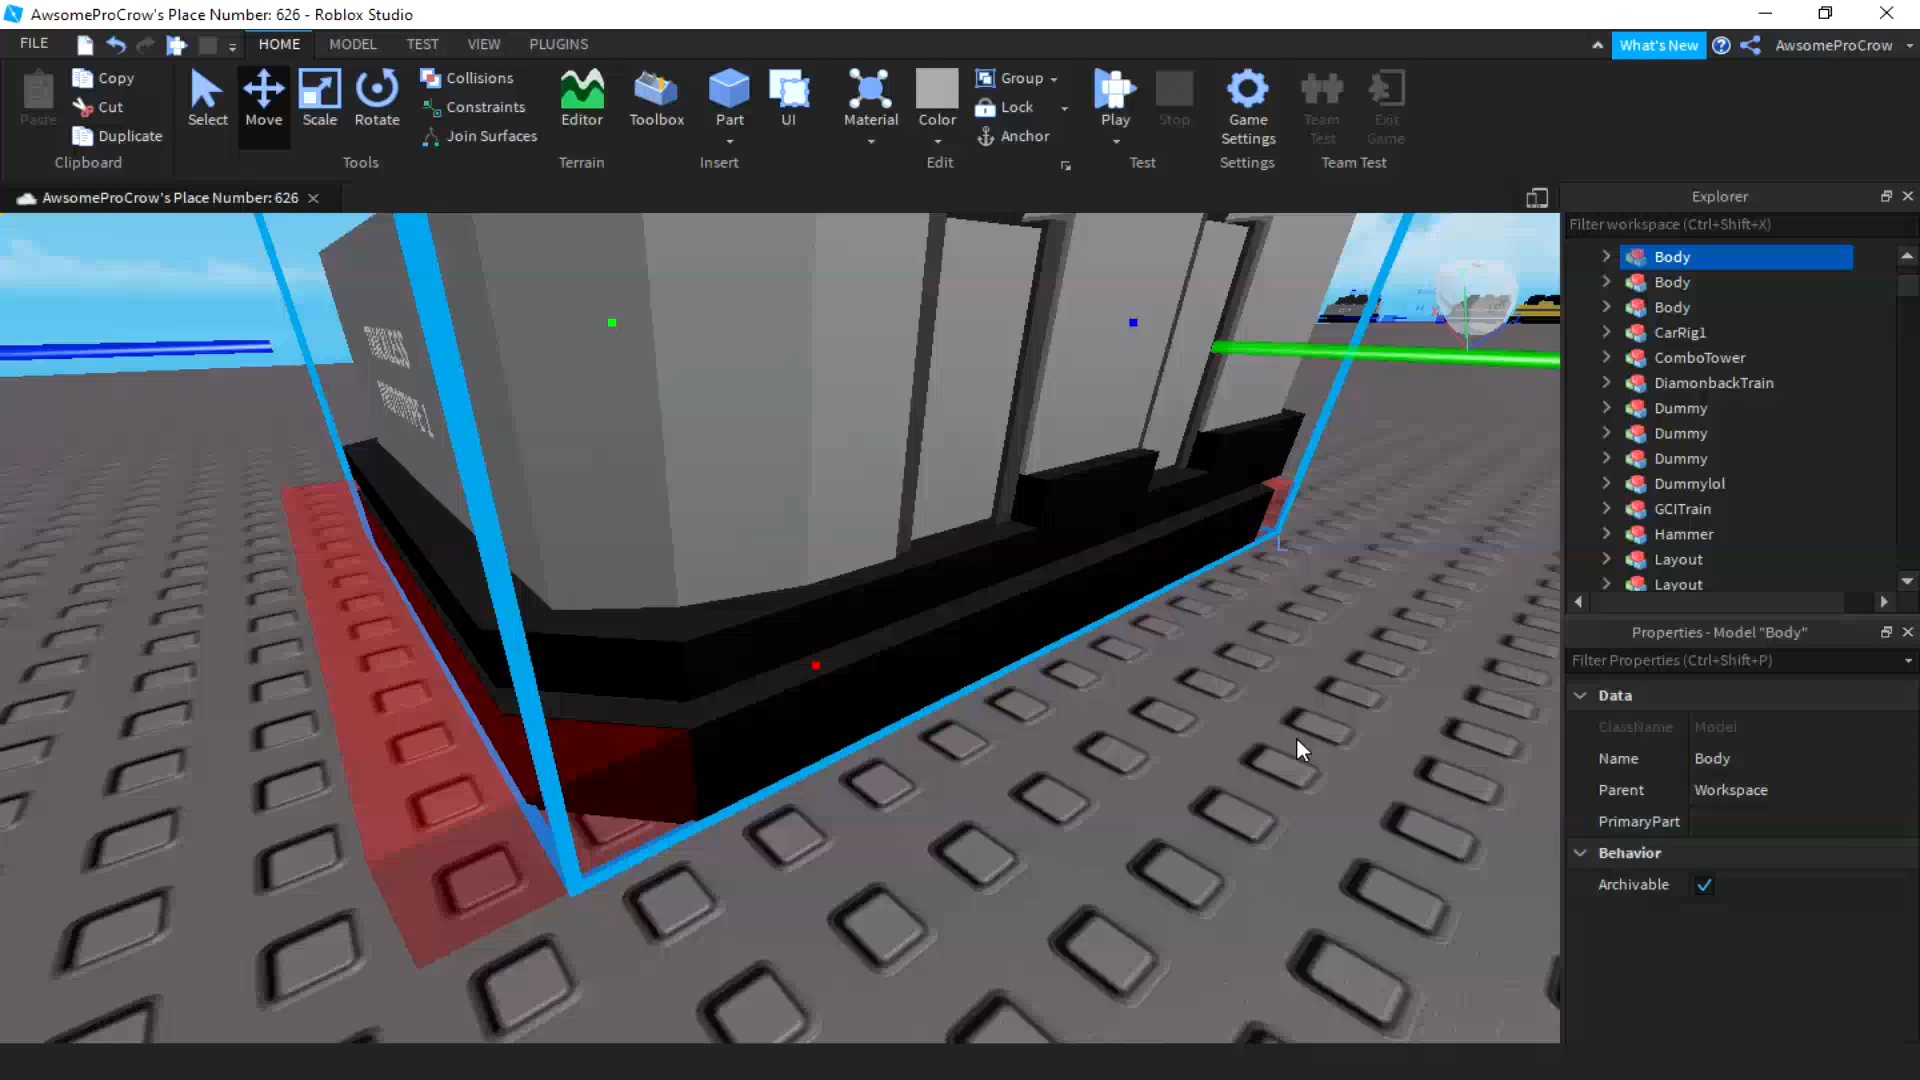 AwsomeProCrow's Place Number: 626 - Roblox Studio
FILE HOME MODEL TEST VIEW PLUGINS What's New AwsomeProCrow
Paste Copy Cut Duplicate
Clipboard
Select Move Scale Rotate Collisions Constraints Join Surfaces
Tools
Editor
Terrain
Toolbox Part UI
Insert
Material Color Group Lock Anchor
Edit
Play Stop
Test
Game Settings
Settings
Team Test Exit Game
Team Test
AwsomeProCrow's Place Number: 626
Explorer
Filter workspace (Ctrl+Shift+X)
Body
Body
Body
CarRig1
ComboTower
DiamonbackTrain
Dummy
Dummy
Dummy
Dummylol
GCITrain
Hammer
Layout
Layout
Properties - Model "Body"
Filter Properties (Ctrl+Shift+P)
Data
ClassName Model
Name Body
Parent Workspace
PrimaryPart
Behavior
Archivable